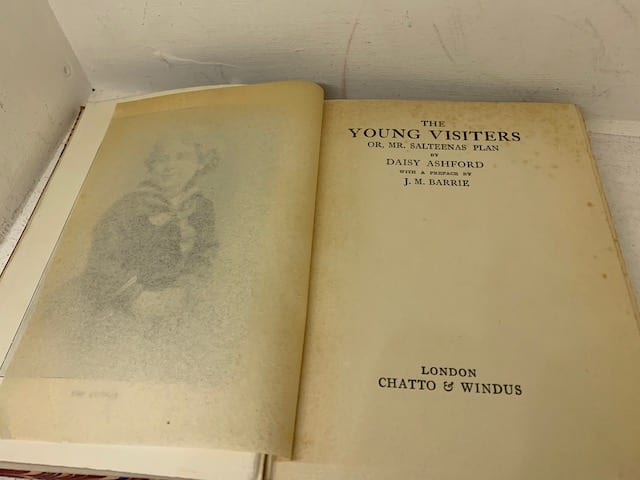 THE
YOUNG VISITERS
OR, MR. SALTEENAS PLAN
BY
DAISY ASHFORD
WITH A PREFACE BY
J. M. BARRIE
LONDON
CHATTO & WINDUS